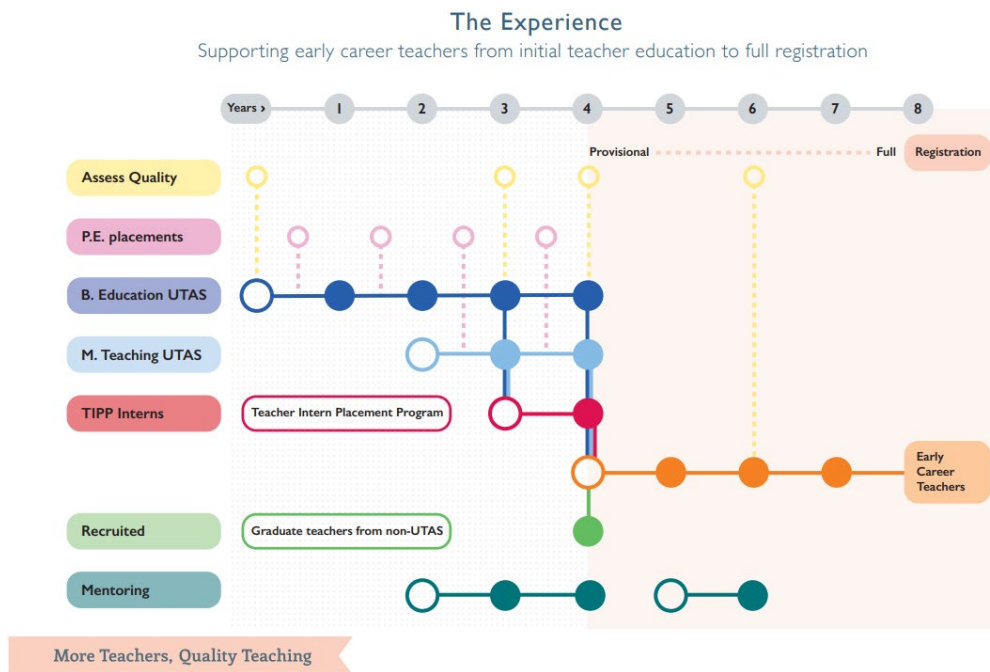 The Experience
Supporting early career teachers from initial teacher education to full registration
Years › 1 2 3 4 5 6 7 8
Provisional Full Registration
Assess Quality
P.E. placements
B. Education UTAS
M. Teaching UTAS
TIPP Interns Teacher Intern Placement Program
Early
Career
Teachers
Recruited Graduate teachers from non-UTAS
Mentoring
More Teachers, Quality Teaching